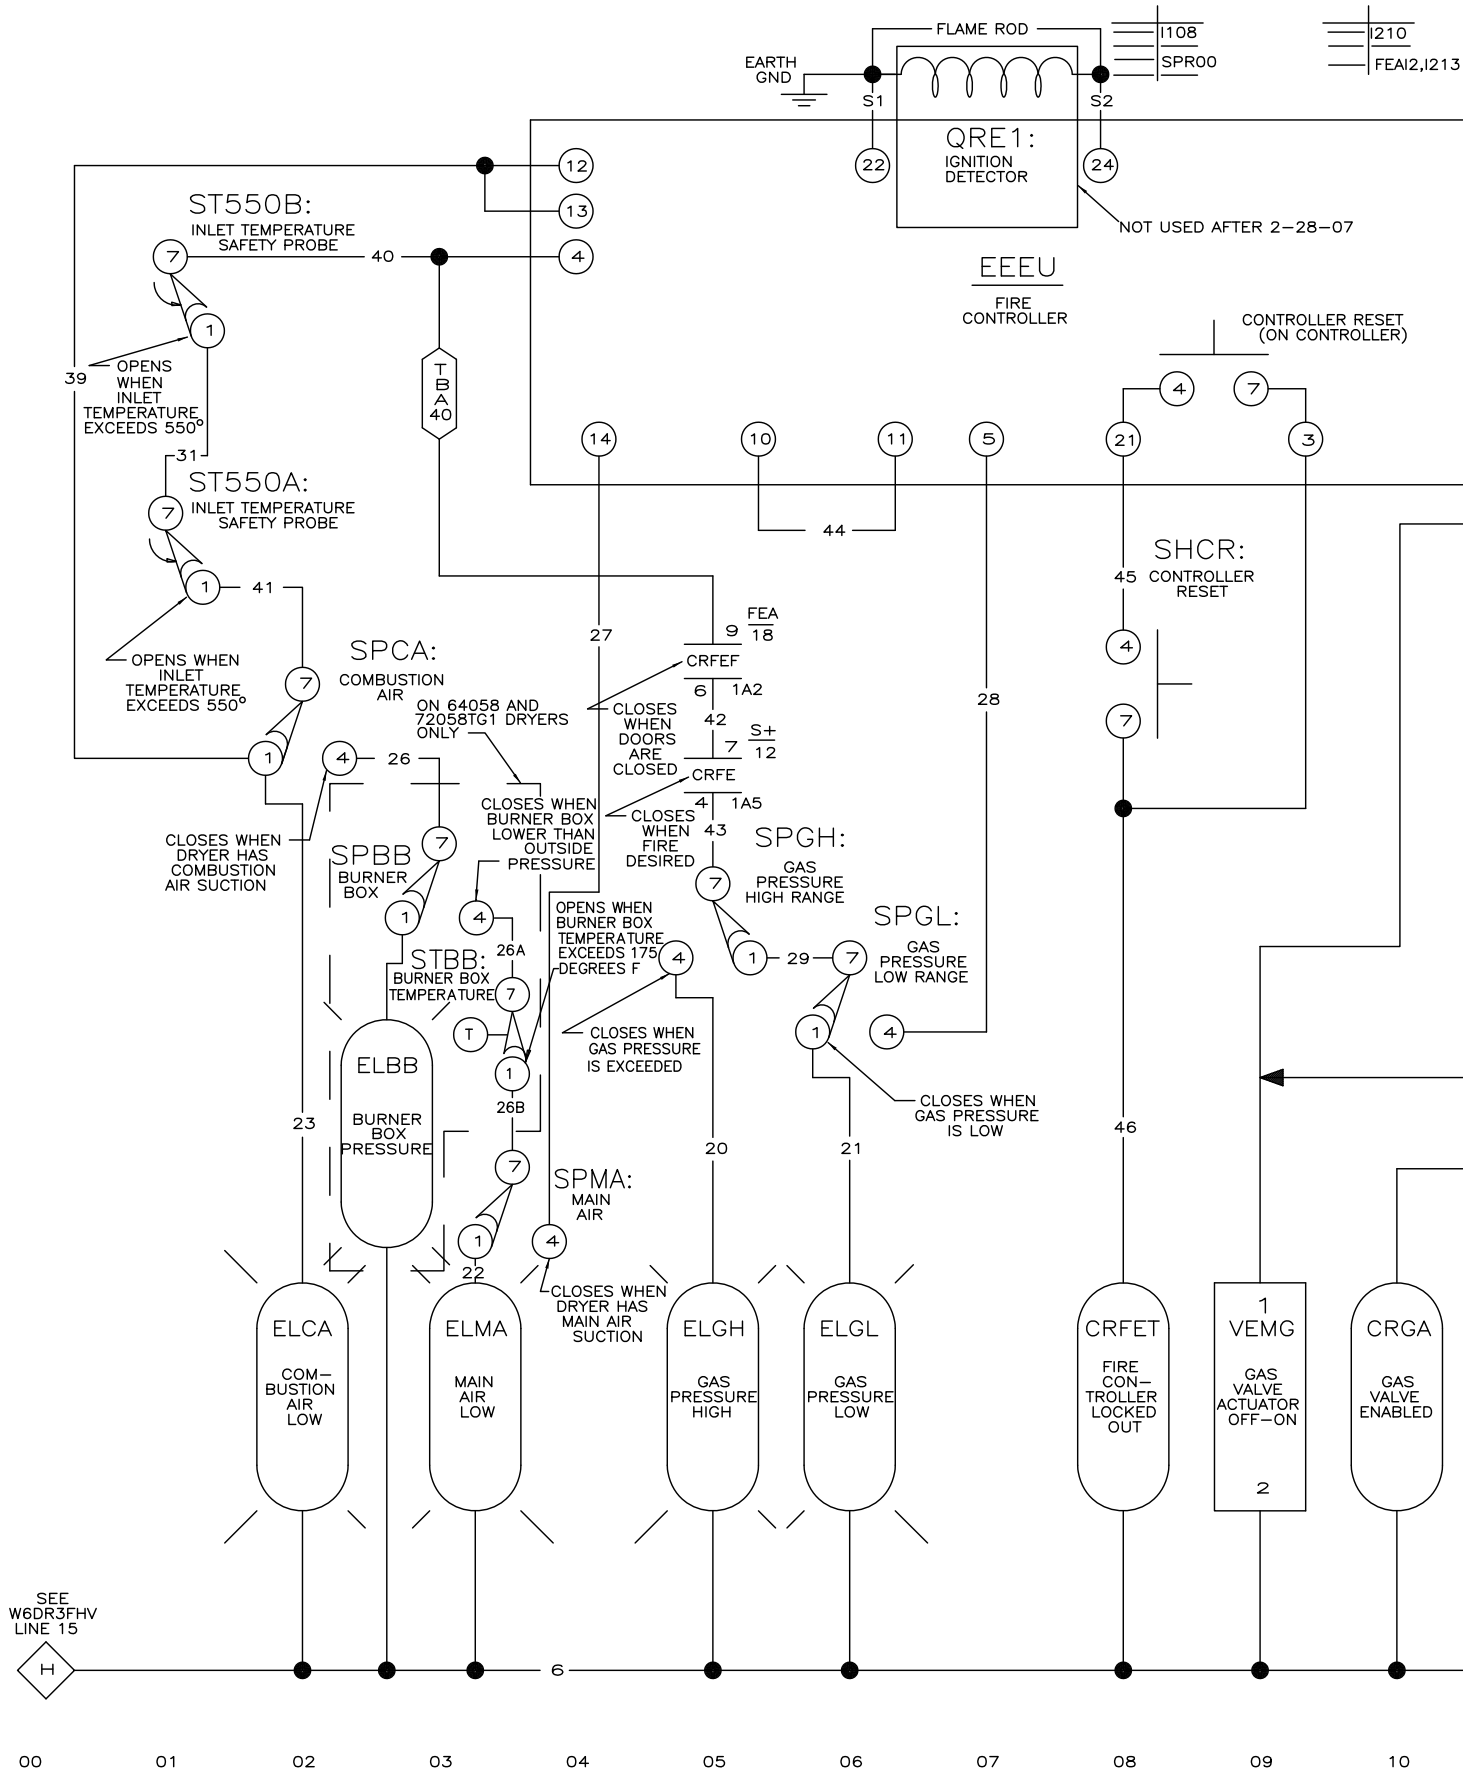 FLAME ROD
I108
I210
SPR00
FEAI2,I213
EARTH
GND
S1
S2
QRE1:
IGNITION
DETECTOR
22
24
NOT USED AFTER 2-28-07
12
13
4
ST550B:
INLET TEMPERATURE
SAFETY PROBE
7
40
1
EEEU
FIRE
CONTROLLER
CONTROLLER RESET
(ON CONTROLLER)
4
7
39
OPENS
WHEN
INLET
TEMPERATURE
EXCEEDS 550°
T
B
A
40
31
14
10
11
5
21
3
ST550A:
INLET TEMPERATURE
SAFETY PROBE
7
44
1
41
SHCR:
CONTROLLER
RESET
45
4
7
OPENS WHEN
INLET
TEMPERATURE
EXCEEDS 550°
27
FEA
9
18
CRFEF
6
1A2
CLOSES
WHEN
DOORS
ARE
CLOSED
42
S+
7
12
CRFE
4
1A5
CLOSES
WHEN
FIRE
DESIRED
43
28
SPCA:
COMBUSTION
AIR
7
1
4
26
ON 64058 AND
72058TG1 DRYERS
ONLY
CLOSES WHEN
DRYER HAS
COMBUSTION
AIR SUCTION
CLOSES WHEN
BURNER BOX
LOWER THAN
OUTSIDE
PRESSURE
SPBB
BURNER
BOX
7
1
4
26A
SPGH:
GAS
PRESSURE
HIGH RANGE
7
1
4
29
SPGL:
GAS
PRESSURE
LOW RANGE
7
1
4
OPENS WHEN
BURNER BOX
TEMPERATURE
EXCEEDS 175
DEGREES F
STBB:
BURNER BOX
TEMPERATURE
7
T
1
26B
CLOSES WHEN
GAS PRESSURE
IS EXCEEDED
CLOSES WHEN
GAS PRESSURE
IS LOW
ELBB
BURNER
BOX
PRESSURE
23
20
21
46
7
SPMA:
MAIN
AIR
1
4
22
CLOSES WHEN
DRYER HAS
MAIN AIR
SUCTION
ELCA
COM-
BUSTION
AIR
LOW
ELMA
MAIN
AIR
LOW
ELGH
GAS
PRESSURE
HIGH
ELGL
GAS
PRESSURE
LOW
CRFET
FIRE
CON-
TROLLER
LOCKED
OUT
1
VEMG
GAS
VALVE
ACTUATOR
OFF-ON
2
CRGA
GAS
VALVE
ENABLED
SEE
W6DR3FHV
LINE 15
H
6
00 01 02 03 04 05 06 07 08 09 10